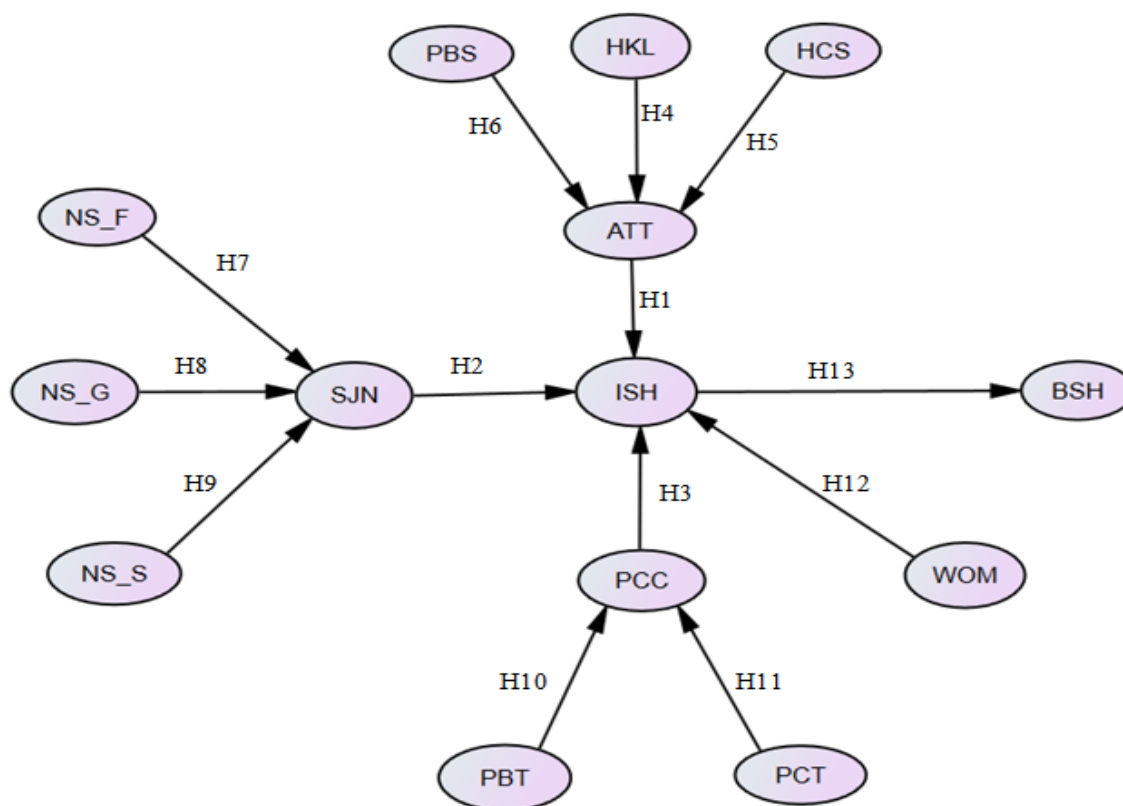 PBS
HKL
HCS
H6
H4
H5
NS_F
ATT
H7
H1
NS_G
H8
SJN
H2
ISH
H13
BSH
H9
H3
H12
NS_S
PCC
WOM
H10
H11
PBT
PCT